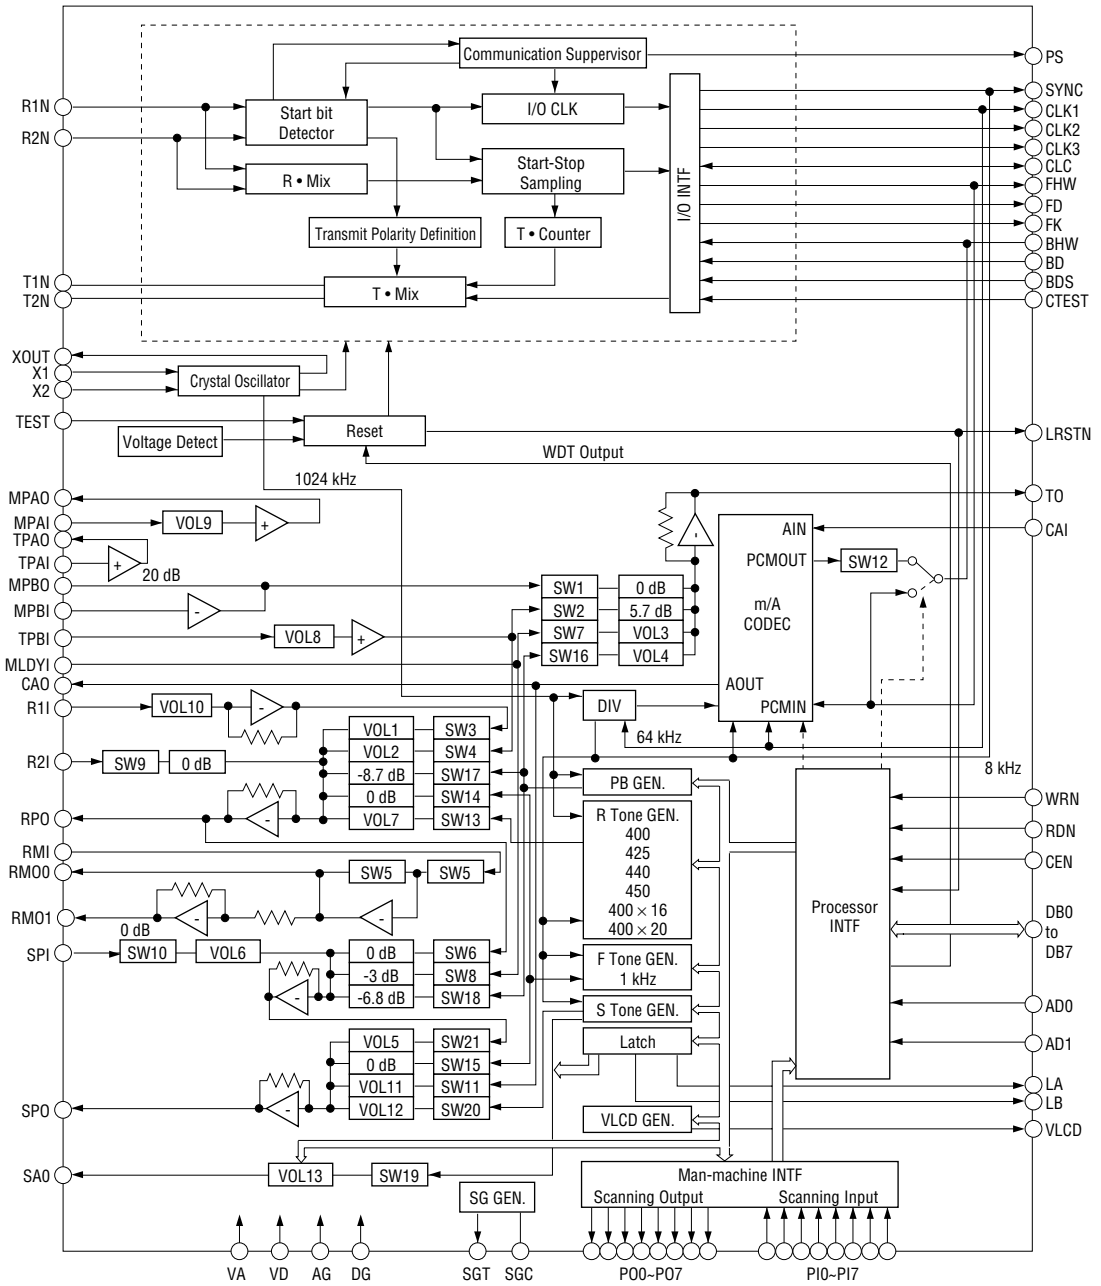 Communication Suppervisor
PS
SYNC
R1N
Start bit
Detector
I/O CLK
CLK1
R2N
CLK2
CLK3
R • Mix
Start-Stop
Sampling
I/O INTF
CLC
FHW
FD
Transmit Polarity Definition
T • Counter
FK
BHW
BD
T1N
T • Mix
BDS
T2N
CTEST
XOUT
X1
Crystal Oscillator
X2
TEST
Reset
LRSTN
Voltage Detect
WDT Output
1024 kHz
MPAO
TO
MPAI
VOL9
+
AIN
CAI
TPAO
TPAI
+
20 dB
-
PCMOUT
SW12
MPBO
SW1
0 dB
MPBI
-
SW2
5.7 dB
m/A
CODEC
TPBI
VOL8
+
SW7
VOL3
MLDYI
SW16
VOL4
CAO
AOUT
R1I
VOL10
-
DIV
PCMIN
VOL1
SW3
64 kHz
R2I
SW9
0 dB
VOL2
SW4
8 kHz
-8.7 dB
SW17
PB GEN.
0 dB
SW14
WRN
RPO
-
VOL7
SW13
R Tone GEN.
400
425
440
450
400 × 16
400 × 20
RDN
RMI
CEN
RMO0
SW5
SW5
Processor
INTF
RMO1
0 dB
-
-
DB0
to
DB7
SPI
SW10
VOL6
0 dB
SW6
F Tone GEN.
1 kHz
-3 dB
SW8
-
-6.8 dB
SW18
S Tone GEN.
AD0
VOL5
SW21
Latch
AD1
0 dB
SW15
VOL11
SW11
LA
SPO
-
VOL12
SW20
LB
VLCD GEN.
VLCD
SAO
VOL13
SW19
Man-machine INTF
SG GEN.
Scanning Output
Scanning Input
VA
VD
AG
DG
SGT
SGC
PO0~PO7
PI0~PI7